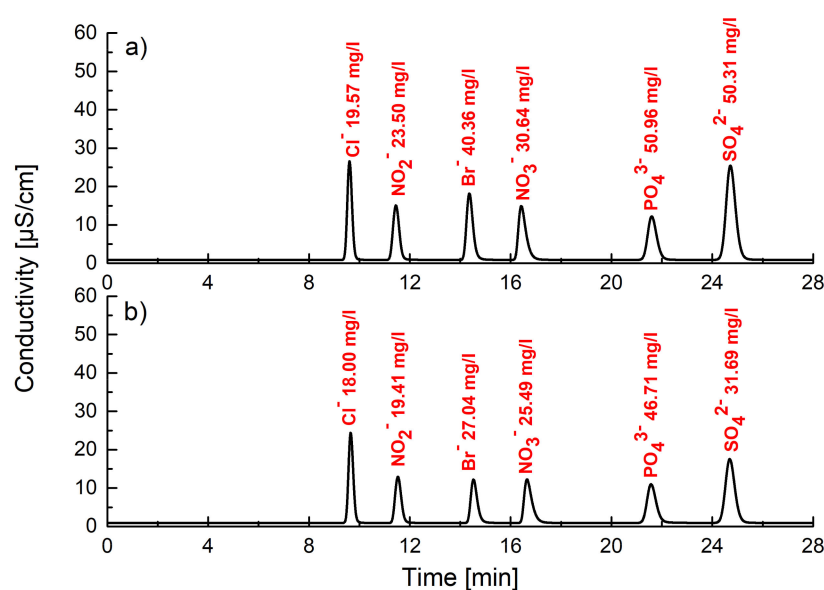 a)
Conductivity [µS/cm]
60
50
40
30
20
10
0
Cl⁻ 19.57 mg/l
NO₂⁻ 23.50 mg/l
Br⁻ 40.36 mg/l
NO₃⁻ 30.64 mg/l
PO₄³⁻ 50.96 mg/l
SO₄²⁻ 50.31 mg/l
0 4 8 12 16 20 24 28
b)
60
50
40
30
20
10
0
Cl⁻ 18.00 mg/l
NO₂⁻ 19.41 mg/l
Br⁻ 27.04 mg/l
NO₃⁻ 25.49 mg/l
PO₄³⁻ 46.71 mg/l
SO₄²⁻ 31.69 mg/l
0 4 8 12 16 20 24 28
Time [min]